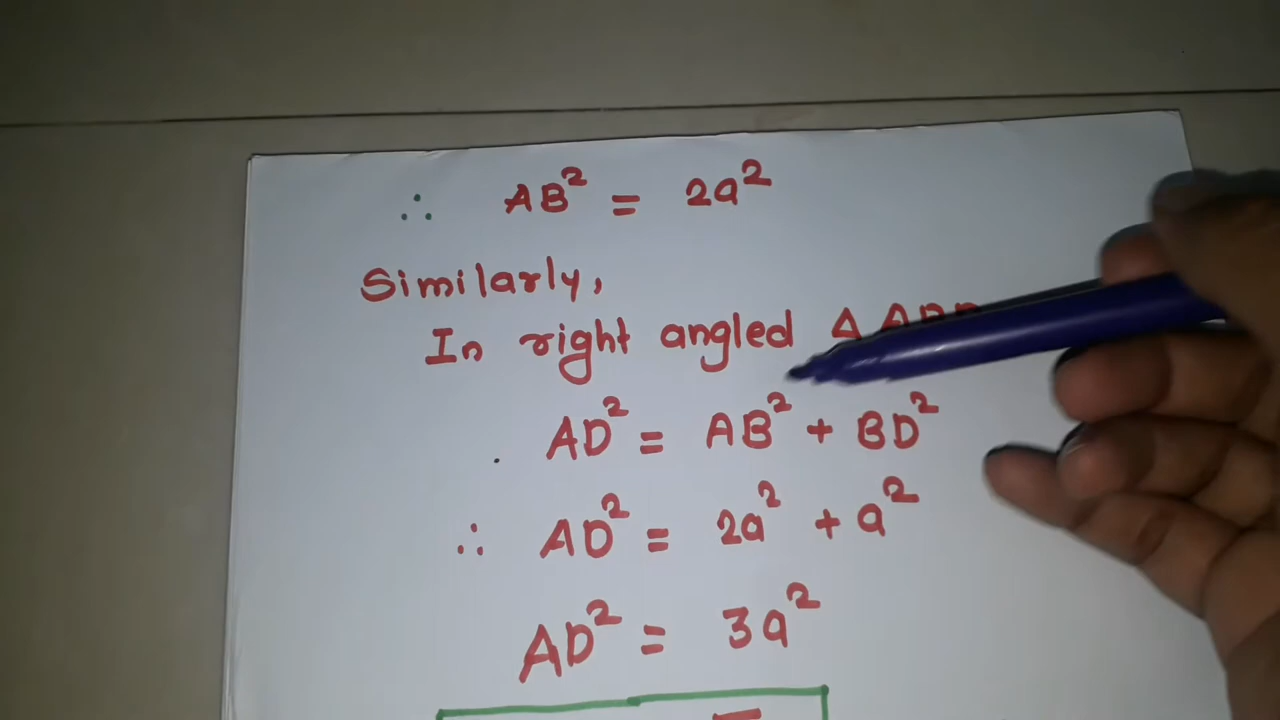 ∴ AB² = 2a²
Similarly,
In right angled Δ
AD² = AB² + BD²
∴ AD² = 2a² + a²
AD² = 3a²